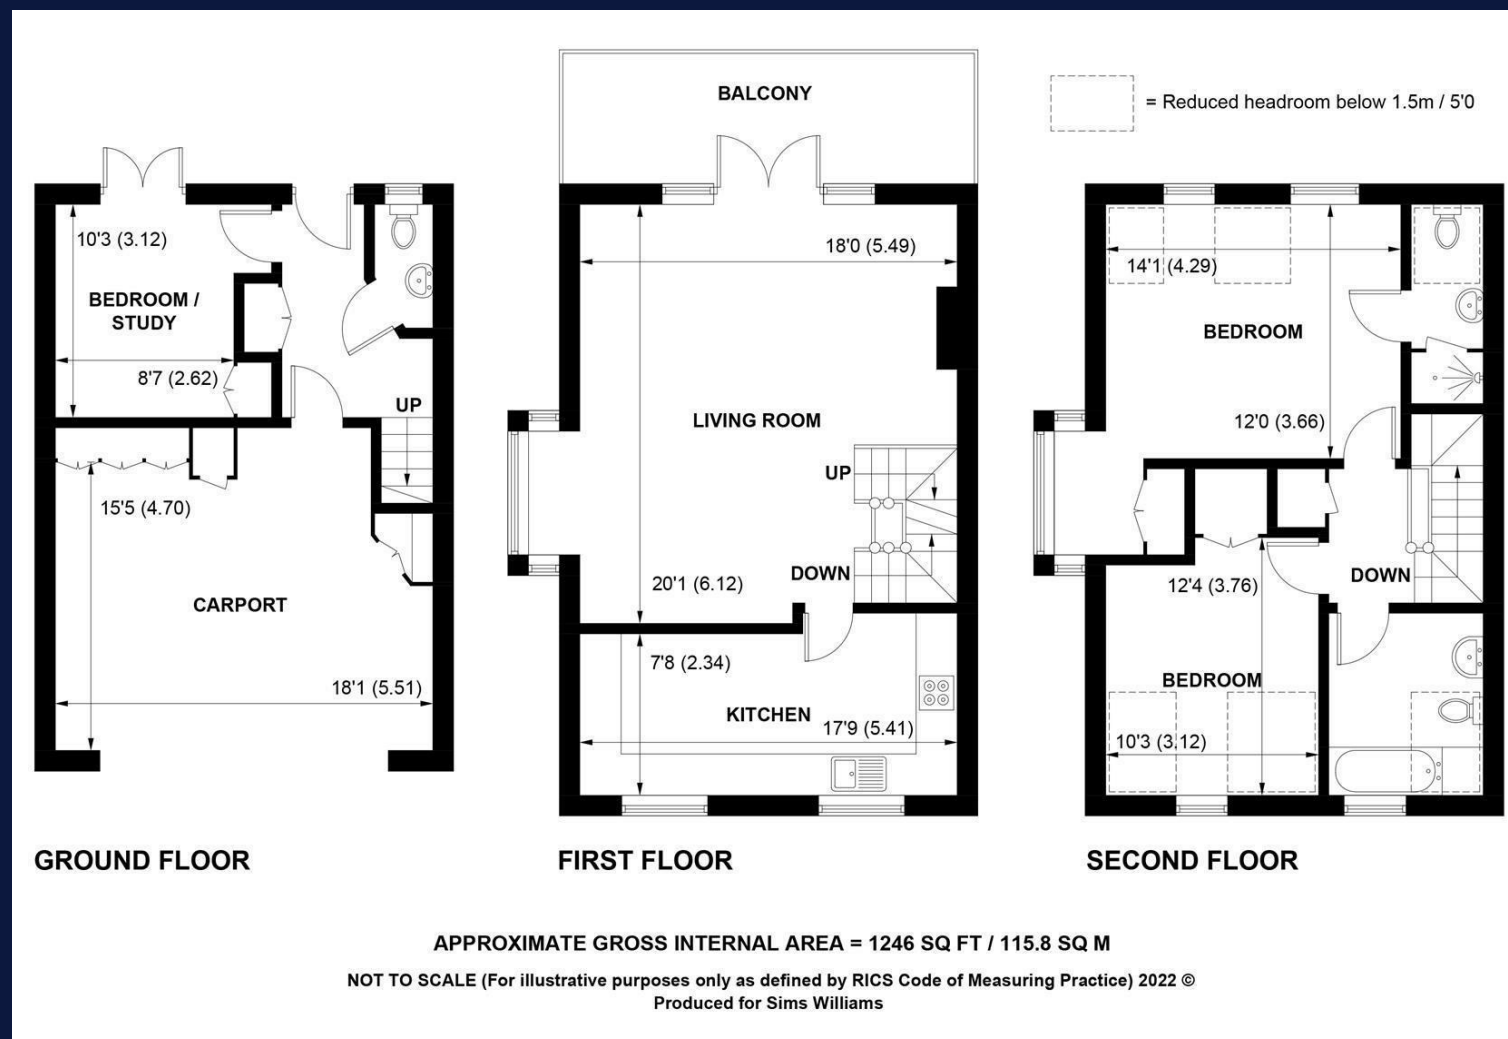 BALCONY
= Reduced headroom below 1.5m / 5'0
10'3 (3.12)
BEDROOM /
STUDY
8'7 (2.62)
UP
15'5 (4.70)
CARPORT
18'1 (5.51)
GROUND FLOOR
18'0 (5.49)
LIVING ROOM
UP
DOWN
20'1 (6.12)
7'8 (2.34)
KITCHEN
17'9 (5.41)
FIRST FLOOR
14'1 (4.29)
BEDROOM
12'0 (3.66)
12'4 (3.76)
DOWN
BEDROOM
10'3 (3.12)
SECOND FLOOR
APPROXIMATE GROSS INTERNAL AREA = 1246 SQ FT / 115.8 SQ M
NOT TO SCALE (For illustrative purposes only as defined by RICS Code of Measuring Practice) 2022 ©
Produced for Sims Williams